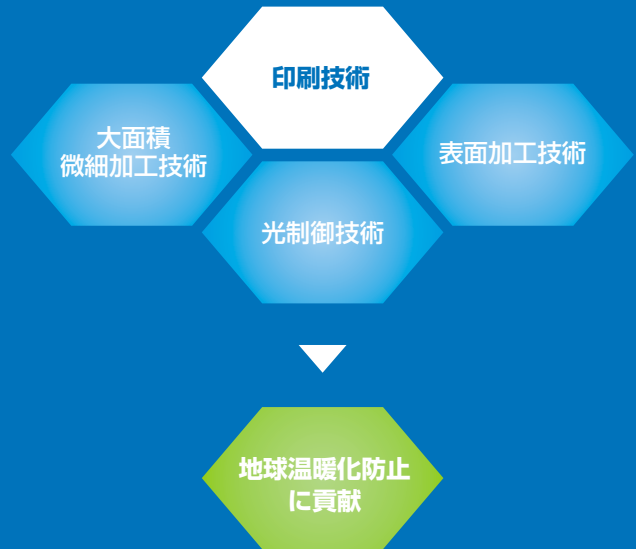 印刷技術
大面積
微細加工技術
表面加工技術
光制御技術
地球温暖化防止
に貢献